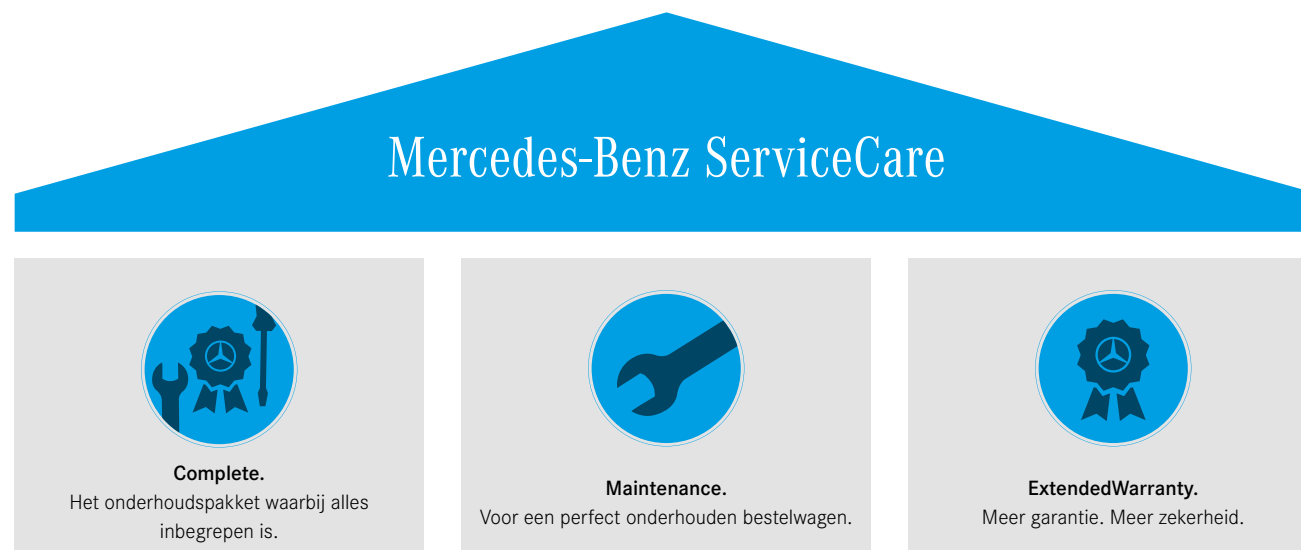 Mercedes-Benz ServiceCare
Complete.
Het onderhoudspakket waarbij alles
inbegrepen is.
Maintenance.
Voor een perfect onderhouden bestelwagen.
ExtendedWarranty.
Meer garantie. Meer zekerheid.